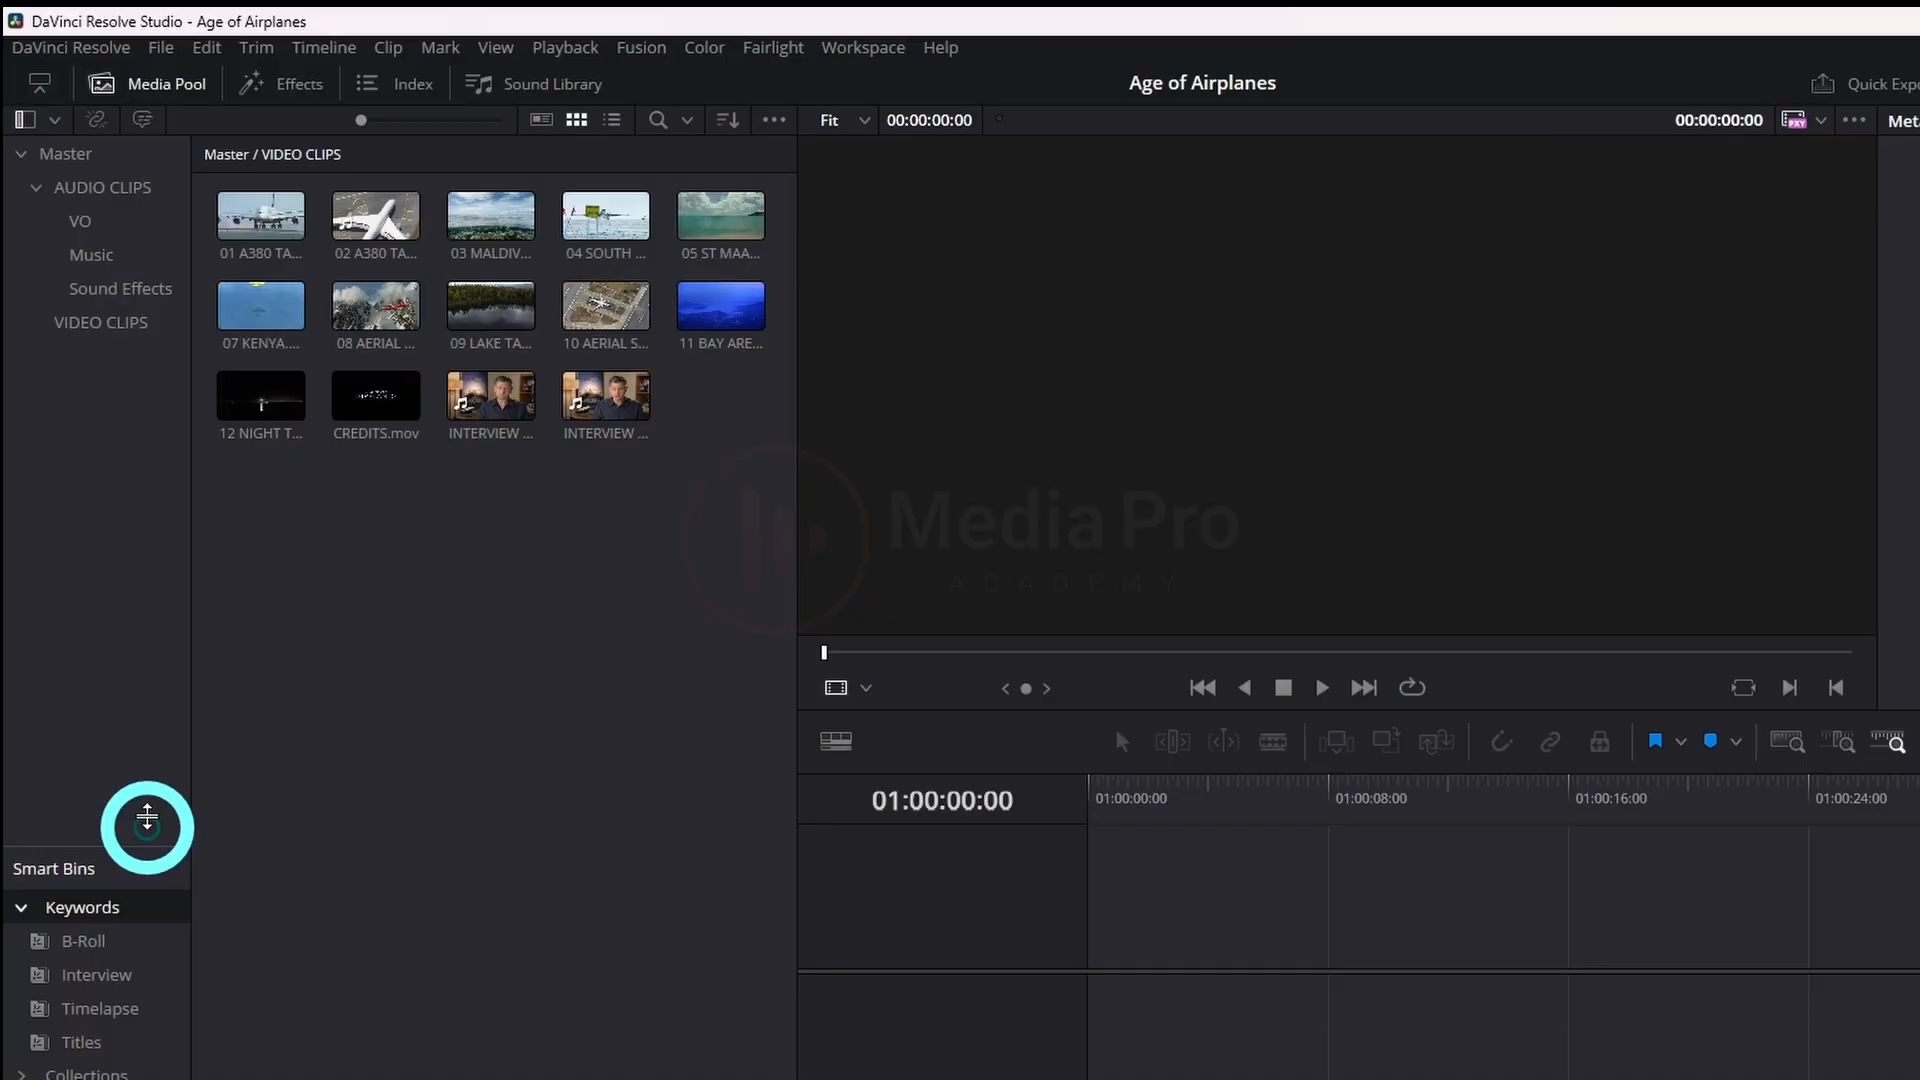 DaVinci Resolve Studio - Age of Airplanes
DaVinci Resolve File Edit Trim Timeline Clip Mark View Playback Fusion Color Fairlight Workspace Help
Media Pool Effects Index Sound Library Age of Airplanes Quick Expo
Fit 00:00:00:00 00:00:00:00 Meta
Master
Master / VIDEO CLIPS
AUDIO CLIPS
VO
Music
Sound Effects
VIDEO CLIPS
01 A380 TA... 02 A380 TA... 03 MALDIV... 04 SOUTH ... 05 ST MAA...
07 KENYA.... 08 AERIAL ... 09 LAKE TA... 10 AERIAL S... 11 BAY ARE...
12 NIGHT T... CREDITS.mov INTERVIEW ... INTERVIEW ...
Media Pro
ACADEMY
01:00:00:00 01:00:00:00 01:00:08:00 01:00:16:00 01:00:24:00
Smart Bins
Keywords
B-Roll
Interview
Timelapse
Titles
Collections